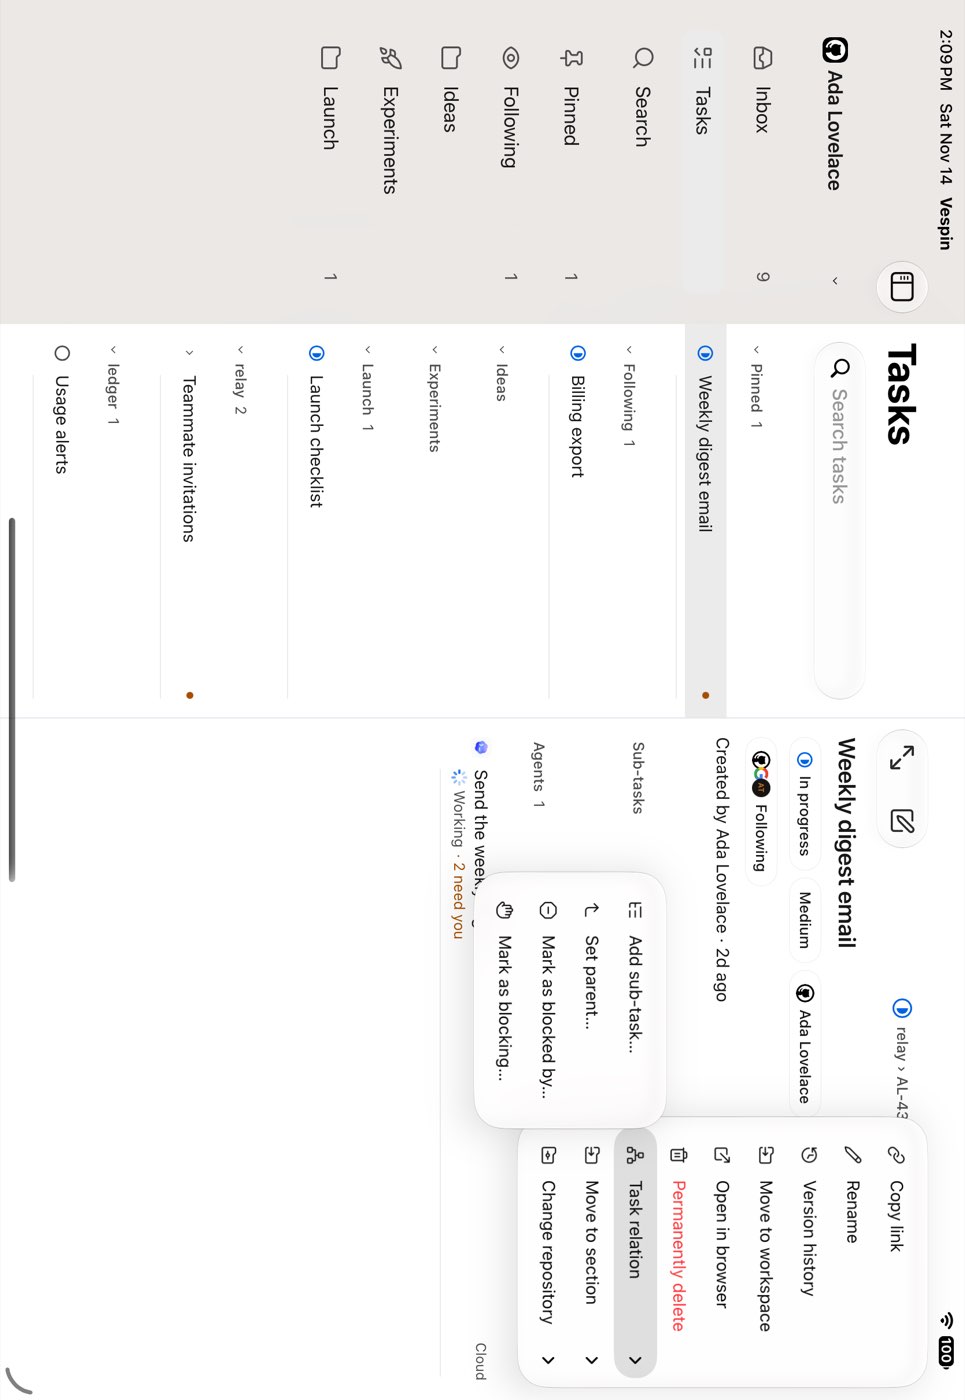 2:09 PM Sat Nov 14 Vespin
100
Ada Lovelace
Inbox 9
Tasks
Search
Pinned 1
Following 1
Ideas
Experiments
Launch 1
Tasks
Search tasks
Pinned 1
Weekly digest email
Following 1
Billing export
Ideas
Experiments
Launch 1
Launch checklist
relay 2
Teammate invitations
ledger 1
Usage alerts
relay › AL-43
Weekly digest email
In progress
Medium
Ada Lovelace
AT
Following
Created by Ada Lovelace · 2d ago
Sub-tasks
Agents 1
Send the
Cloud
Working · 2 need you
Copy link
Rename
Version history
Move to workspace
Open in browser
Permanently delete
Task relation
Move to section
Change repository
Add sub-task...
Set parent...
Mark as blocked by...
Mark as blocking...